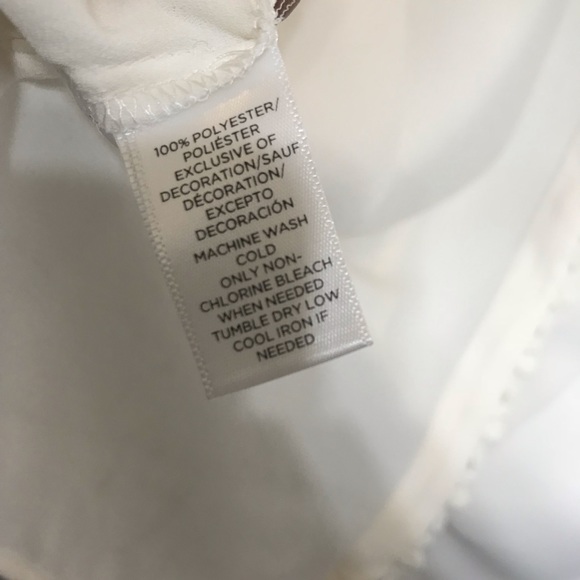 100% POLYESTER/
POLIÉSTER
EXCLUSIVE OF
DECORATION/SAUF
DÉCORATION/
EXCEPTO
DECORACIÓN
MACHINE WASH
COLD
ONLY NON-
CHLORINE BLEACH
WHEN NEEDED
TUMBLE DRY LOW
COOL IRON IF
NEEDED